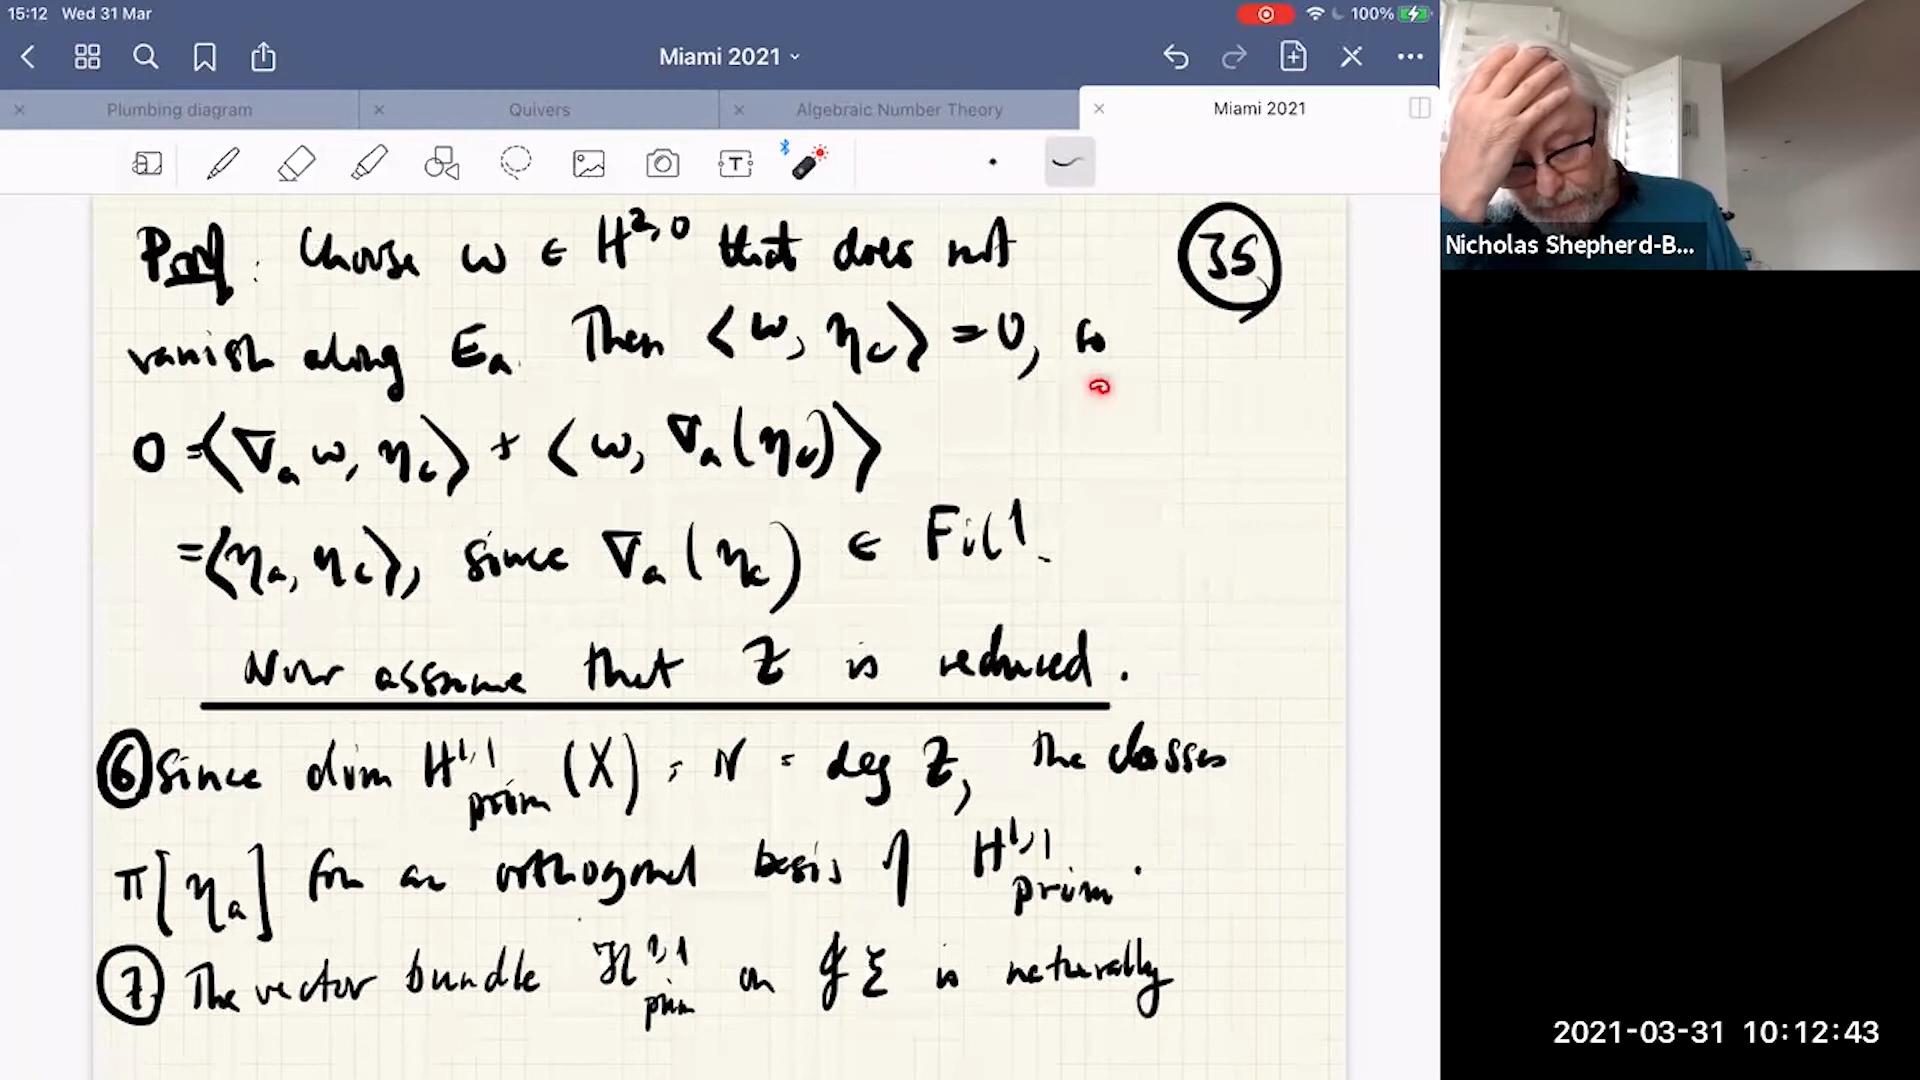 15:12 Wed 31 Mar
100%
Miami 2021
Plumbing diagram
Quivers
Algebraic Number Theory
Miami 2021
Proof: Choose ω ∈ H^{2,0} that does not
35
vanish along E_a. Then ⟨ω, η_c⟩ = 0, so
0 = ⟨∇_a ω, η_c⟩ + ⟨ω, ∇_a(η_c)⟩
= ⟨η_a, η_c⟩, since ∇_a(η_c) ∈ Fil^1.
Now assume that Z is reduced.
⑥ Since dim H^{1,1}_{prim}(X) = N = deg Z, the classes
π[η_a] form an orthogonal basis of H^{1,1}_{prim}.
⑦ The vector bundle ℋ^{1,1}_{prim} on 𝒥ℰ is naturally
Nicholas Shepherd-B...
2021-03-31 10:12:43